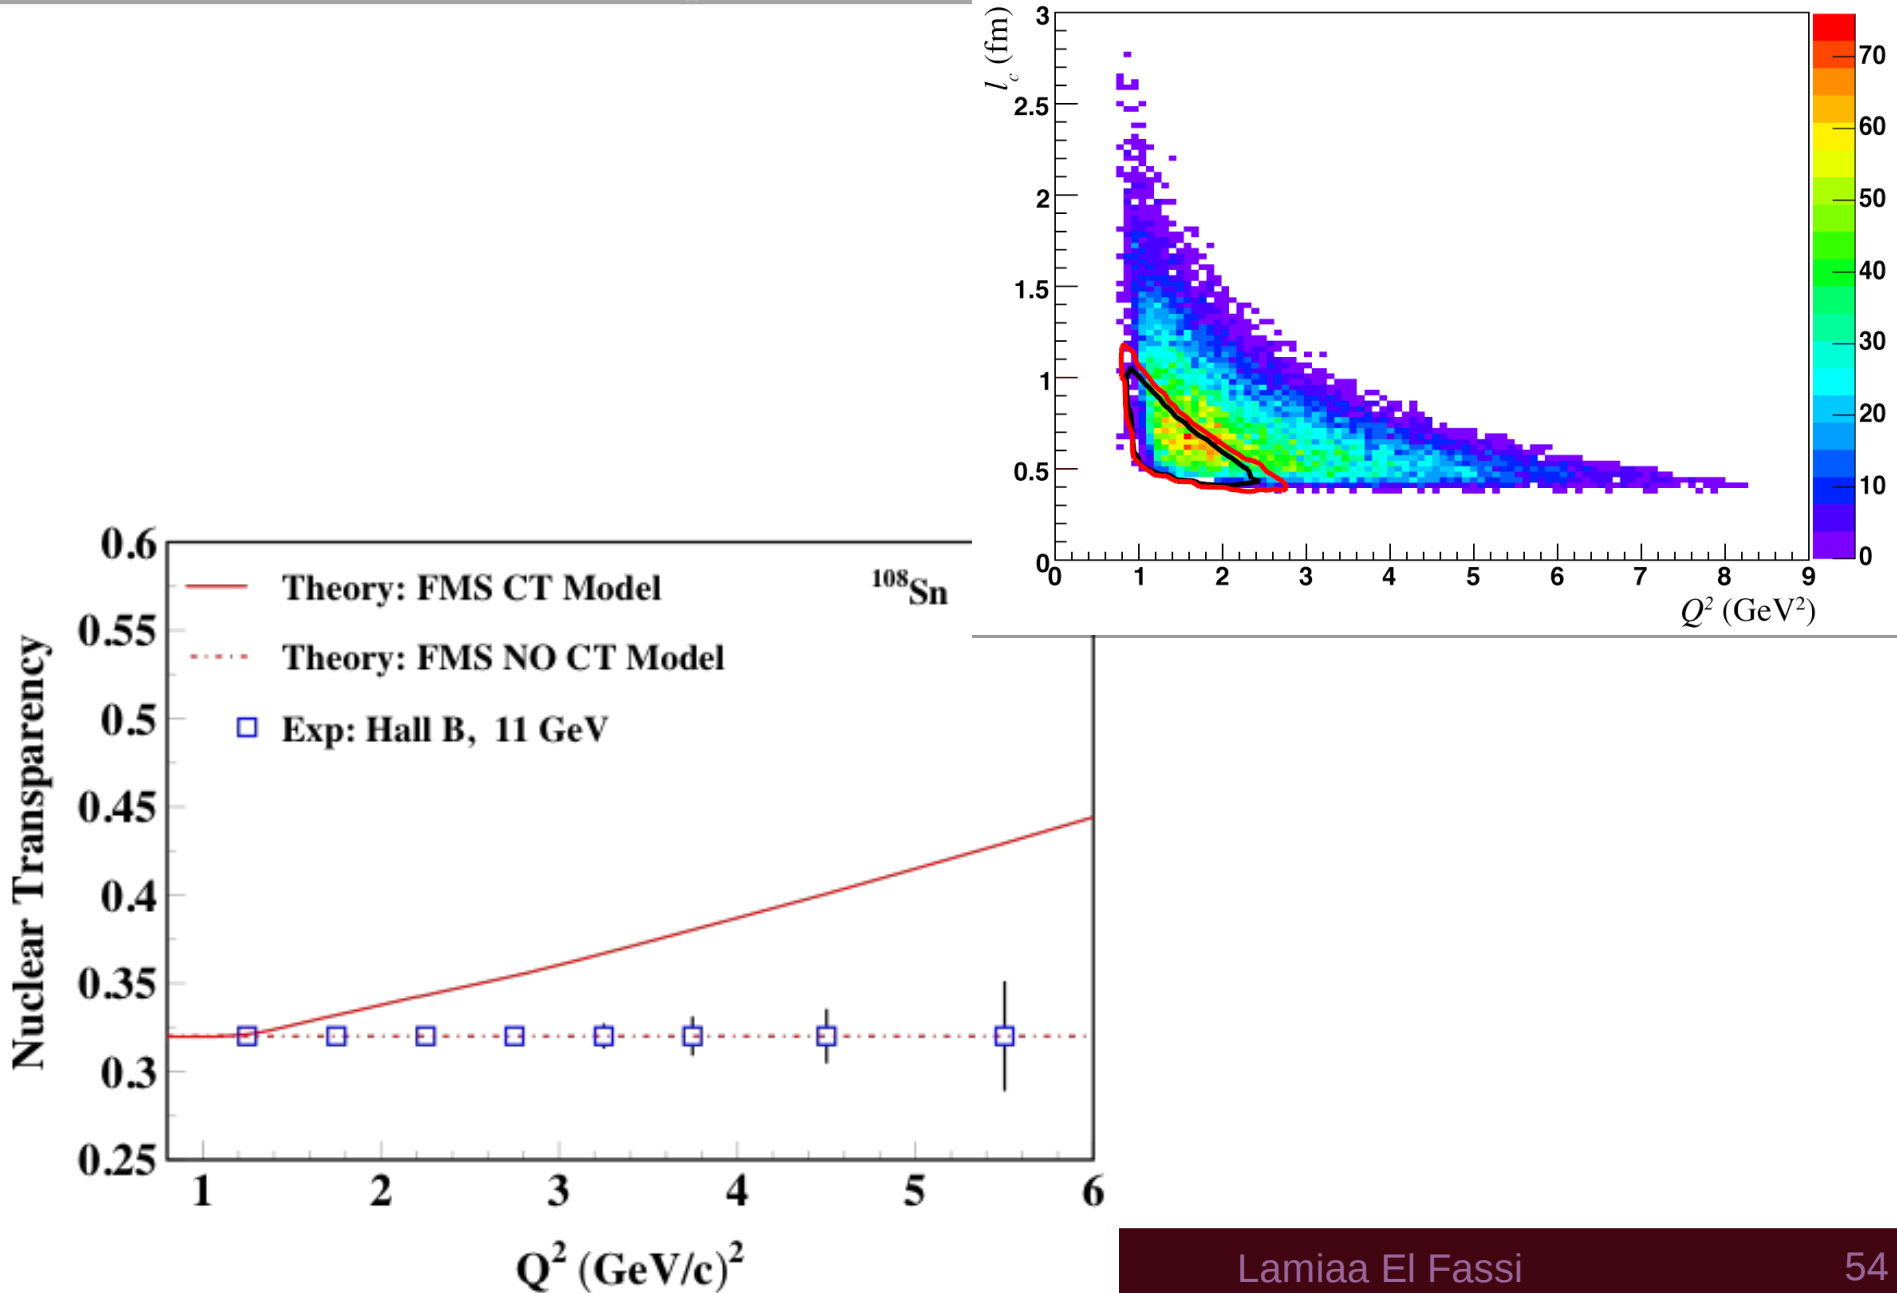 3
2.5
2
1.5
1
0.5
0
l_c (fm)
0 1 2 3 4 5 6 7 8 9
Q² (GeV²)
70
60
50
40
30
20
10
0
0.6
0.55
0.5
0.45
0.4
0.35
0.3
0.25
Nuclear Transparency
Theory: FMS CT Model
¹⁰⁸Sn
Theory: FMS NO CT Model
Exp: Hall B, 11 GeV
1 2 3 4 5 6
Q² (GeV/c)²
Lamiaa El Fassi 54